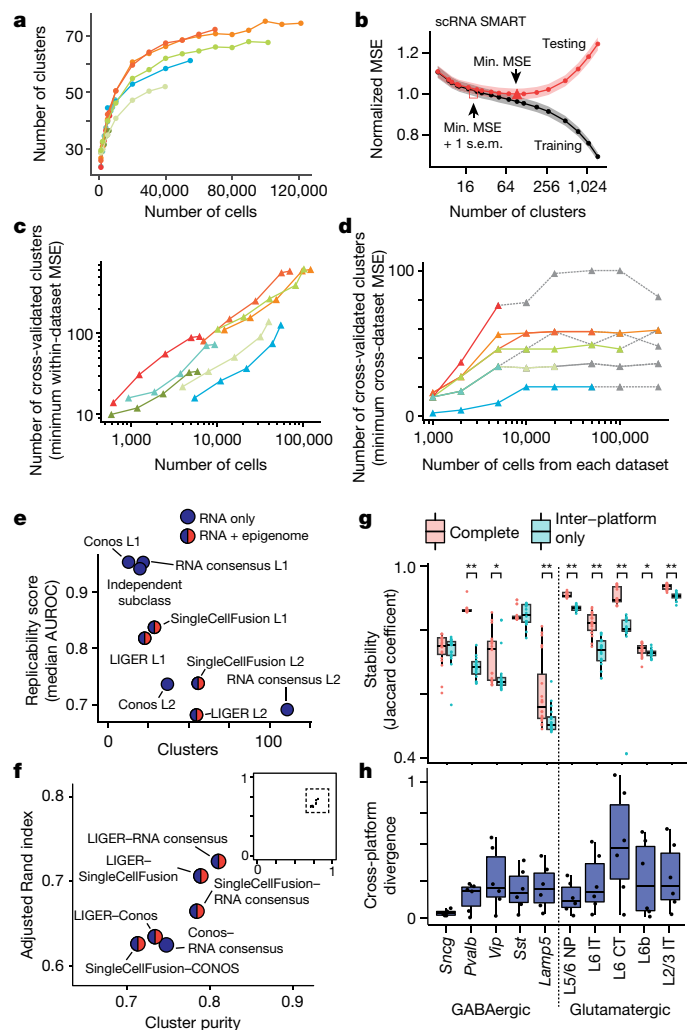 a
Number of clusters
70
50
30
0
40,000
80,000
120,000
Number of cells
b
scRNA SMART
Normalized MSE
1.2
1.0
0.8
Min. MSE
Testing
Min. MSE
+ 1 s.e.m.
Training
16
64
256
1,024
Number of clusters
c
Number of cross-validated clusters
(minimum within-dataset MSE)
100
10
1,000
10,000
100,000
Number of cells
d
Number of cross-validated clusters
(minimum cross-dataset MSE)
100
0
1,000
10,000
100,000
Number of cells from each dataset
e
RNA only
RNA + epigenome
Replicability score
(median AUROC)
0.9
0.8
0.7
Conos L1
RNA consensus L1
Independent
subclass
SingleCellFusion L1
LIGER L1
SingleCellFusion L2
RNA consensus L2
Conos L2
LIGER L2
0
50
100
Clusters
f
Adjusted Rand index
0.8
0.7
0.6
1
0
0
1
LIGER–RNA consensus
LIGER–
SingleCellFusion
SingleCellFusion–
RNA consensus
LIGER–Conos
Conos–
RNA consensus
SingleCellFusion–CONOS
0.7
0.8
0.9
Cluster purity
g
Complete
Inter–platform
only
Stability
(Jaccard coefficent)
1.0
0.4
**
*
**
**
**
**
*
**
h
Cross-platform
divergence
1
0
Sncg
Pvalb
Vip
Sst
Lamp5
L5/6 NP
L6 IT
L6 CT
L6b
L2/3 IT
GABAergic
Glutamatergic